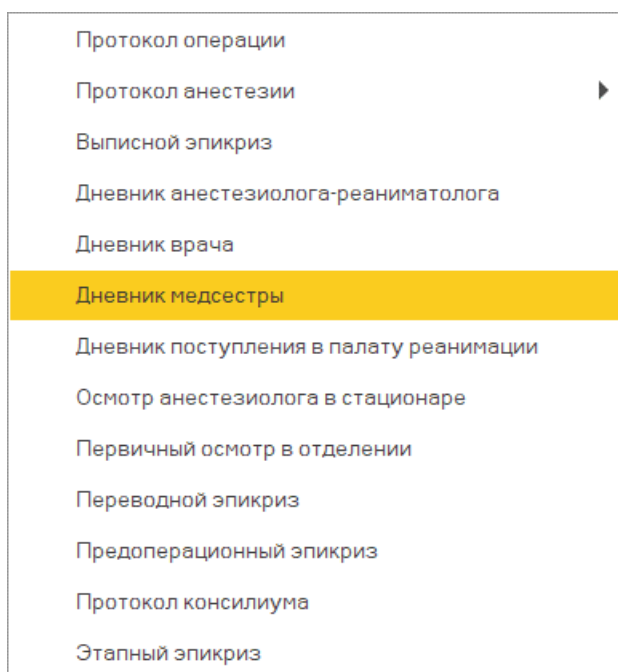 Протокол операции
Протокол анестезии
Выписной эпикриз
Дневник анестезиолога-реаниматолога
Дневник врача
Дневник медсестры
Дневник поступления в палату реанимации
Осмотр анестезиолога в стационаре
Первичный осмотр в отделении
Переводной эпикриз
Предоперационный эпикриз
Протокол консилиума
Этапный эпикриз